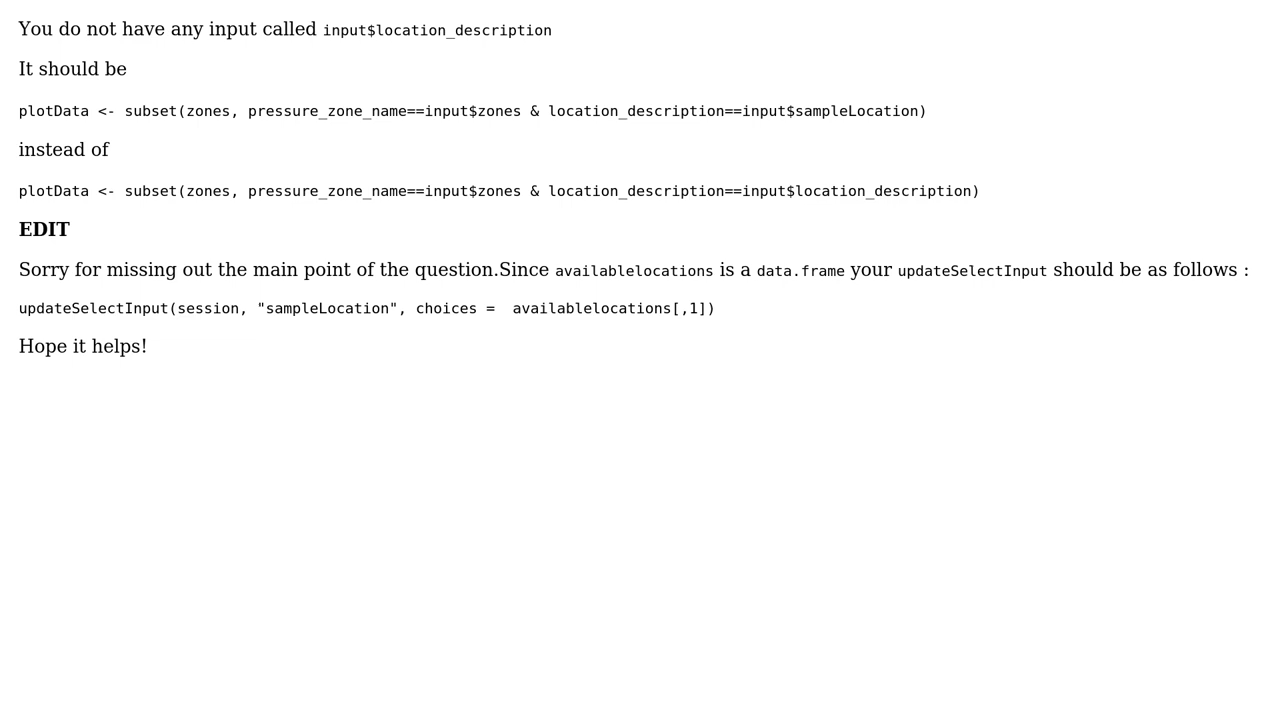 You do not have any input called input$location_description
It should be
plotData <- subset(zones, pressure_zone_name==input$zones & location_description==input$sampleLocation)
instead of
plotData <- subset(zones, pressure_zone_name==input$zones & location_description==input$location_description)
EDIT
Sorry for missing out the main point of the question.Since availablelocations is a data.frame your updateSelectInput should be as follows :
updateSelectInput(session, "sampleLocation", choices =  availablelocations[,1])
Hope it helps!